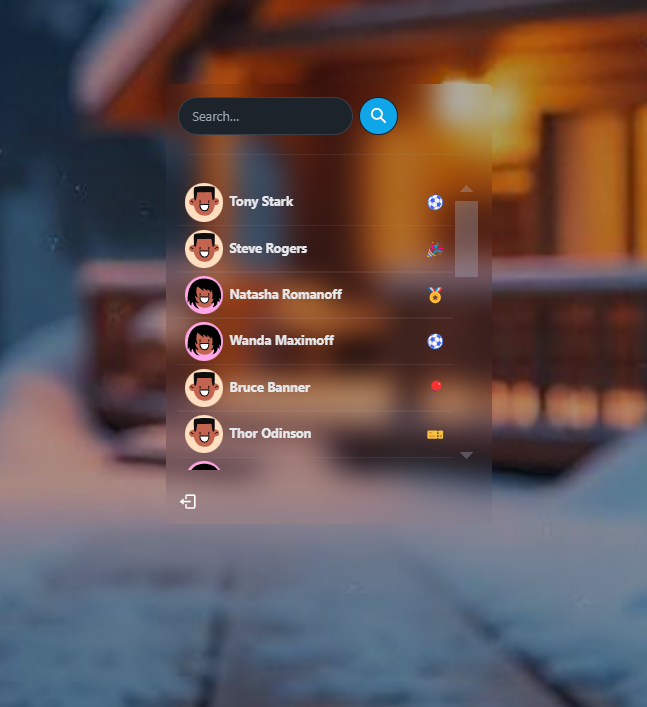 Search...
Tony Stark
Steve Rogers
Natasha Romanoff
Wanda Maximoff
Bruce Banner
Thor Odinson